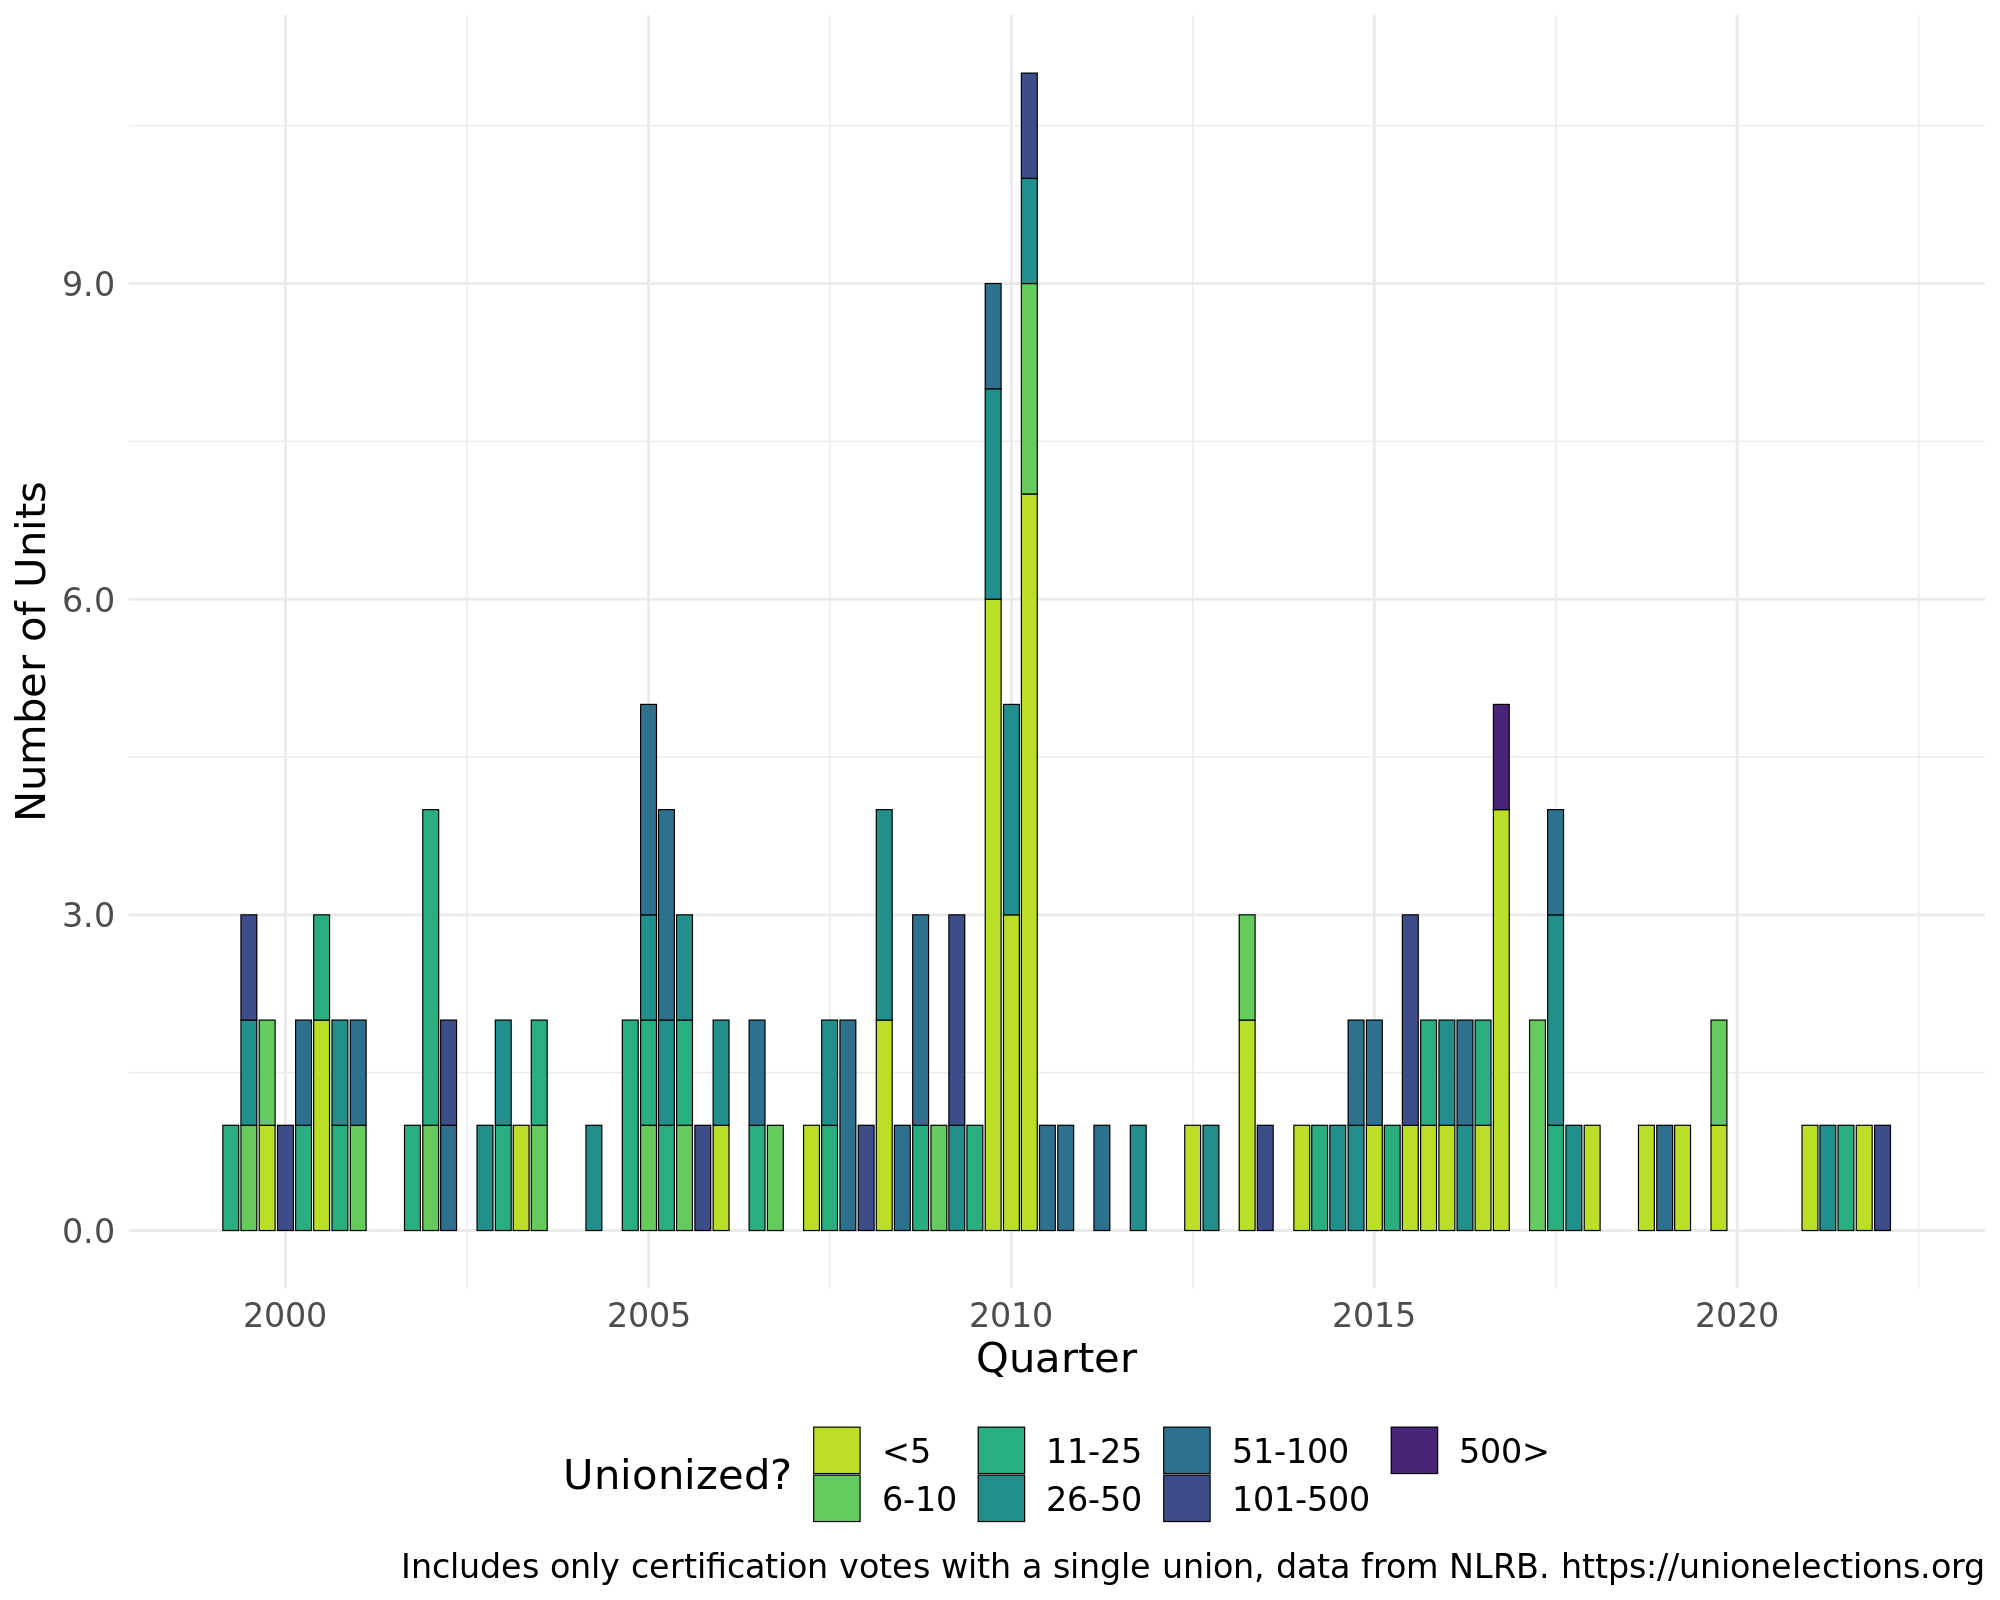 Number of Units
9.0
6.0
3.0
0.0
2000 2005 2010 2015 2020
Quarter
Unionized?
<5 11-25 51-100 500>
6-10 26-50 101-500
Includes only certification votes with a single union, data from NLRB. https://unionelections.org